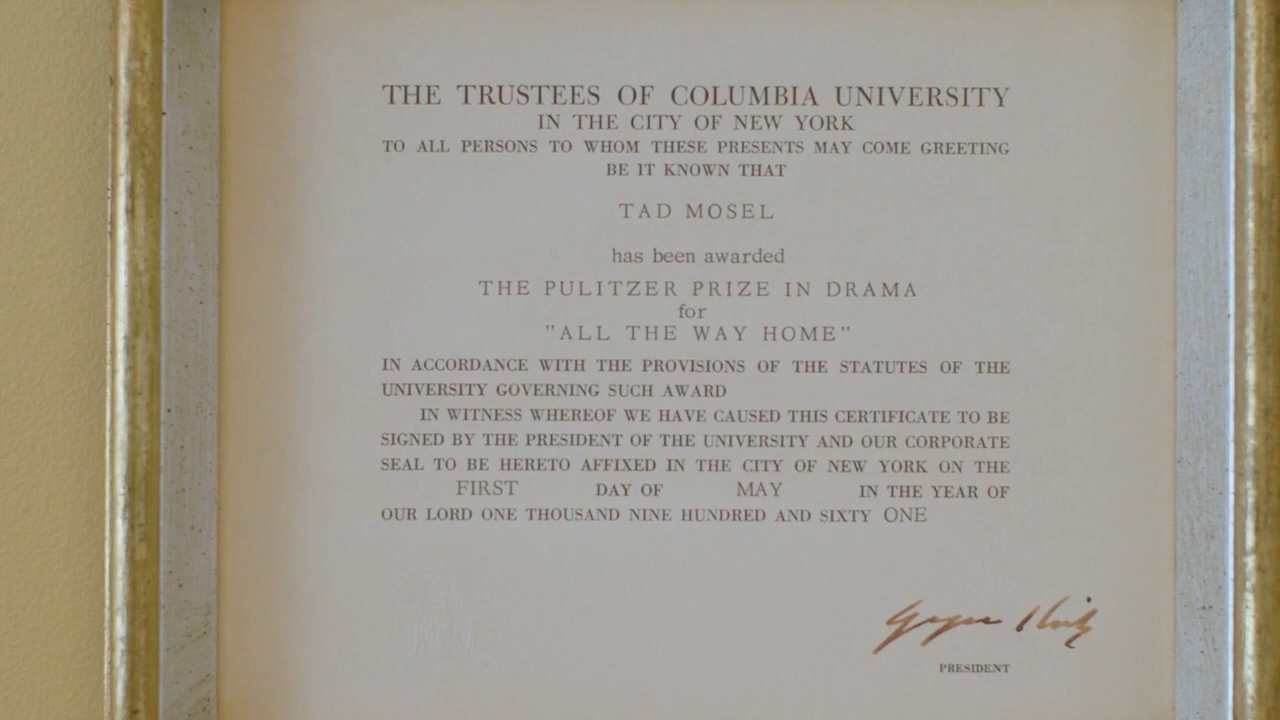 THE TRUSTEES OF COLUMBIA UNIVERSITY
IN THE CITY OF NEW YORK
TO ALL PERSONS TO WHOM THESE PRESENTS MAY COME GREETING
BE IT KNOWN THAT
TAD MOSEL
has been awarded
THE PULITZER PRIZE IN DRAMA
for
"ALL THE WAY HOME"
IN ACCORDANCE WITH THE PROVISIONS OF THE STATUTES OF THE
UNIVERSITY GOVERNING SUCH AWARD
IN WITNESS WHEREOF WE HAVE CAUSED THIS CERTIFICATE TO BE
SIGNED BY THE PRESIDENT OF THE UNIVERSITY AND OUR CORPORATE
SEAL TO BE HERETO AFFIXED IN THE CITY OF NEW YORK ON THE
FIRST DAY OF MAY IN THE YEAR OF
OUR LORD ONE THOUSAND NINE HUNDRED AND SIXTY ONE
PRESIDENT